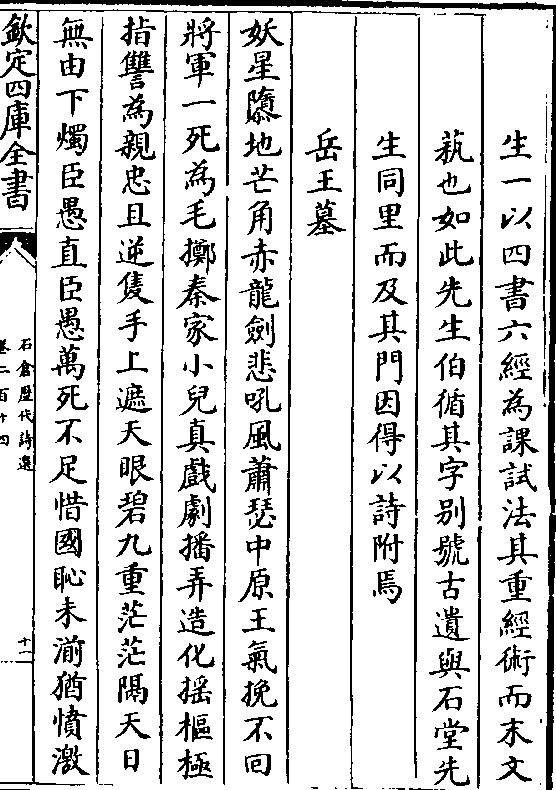 生一以四書六經為課試法其重經術而末文
蓺也如此先生伯循其字别號古遺與石堂先
生同里而及其門因得以詩附焉
岳王墓
妖星隳地芒角赤龍劍悲吼風蕭瑟中原王氣挽不回
將軍一死為毛擲秦家小兒真戲劇播弄造化揺樞極
指讐為親忠且逆隻手上遮天眼碧九重茫茫隔天日
無由下燭臣愚直臣愚萬死不足惜國恥未湔猶憤激
欽定四庫全書
石倉歴代詩選
卷二百十四
十二